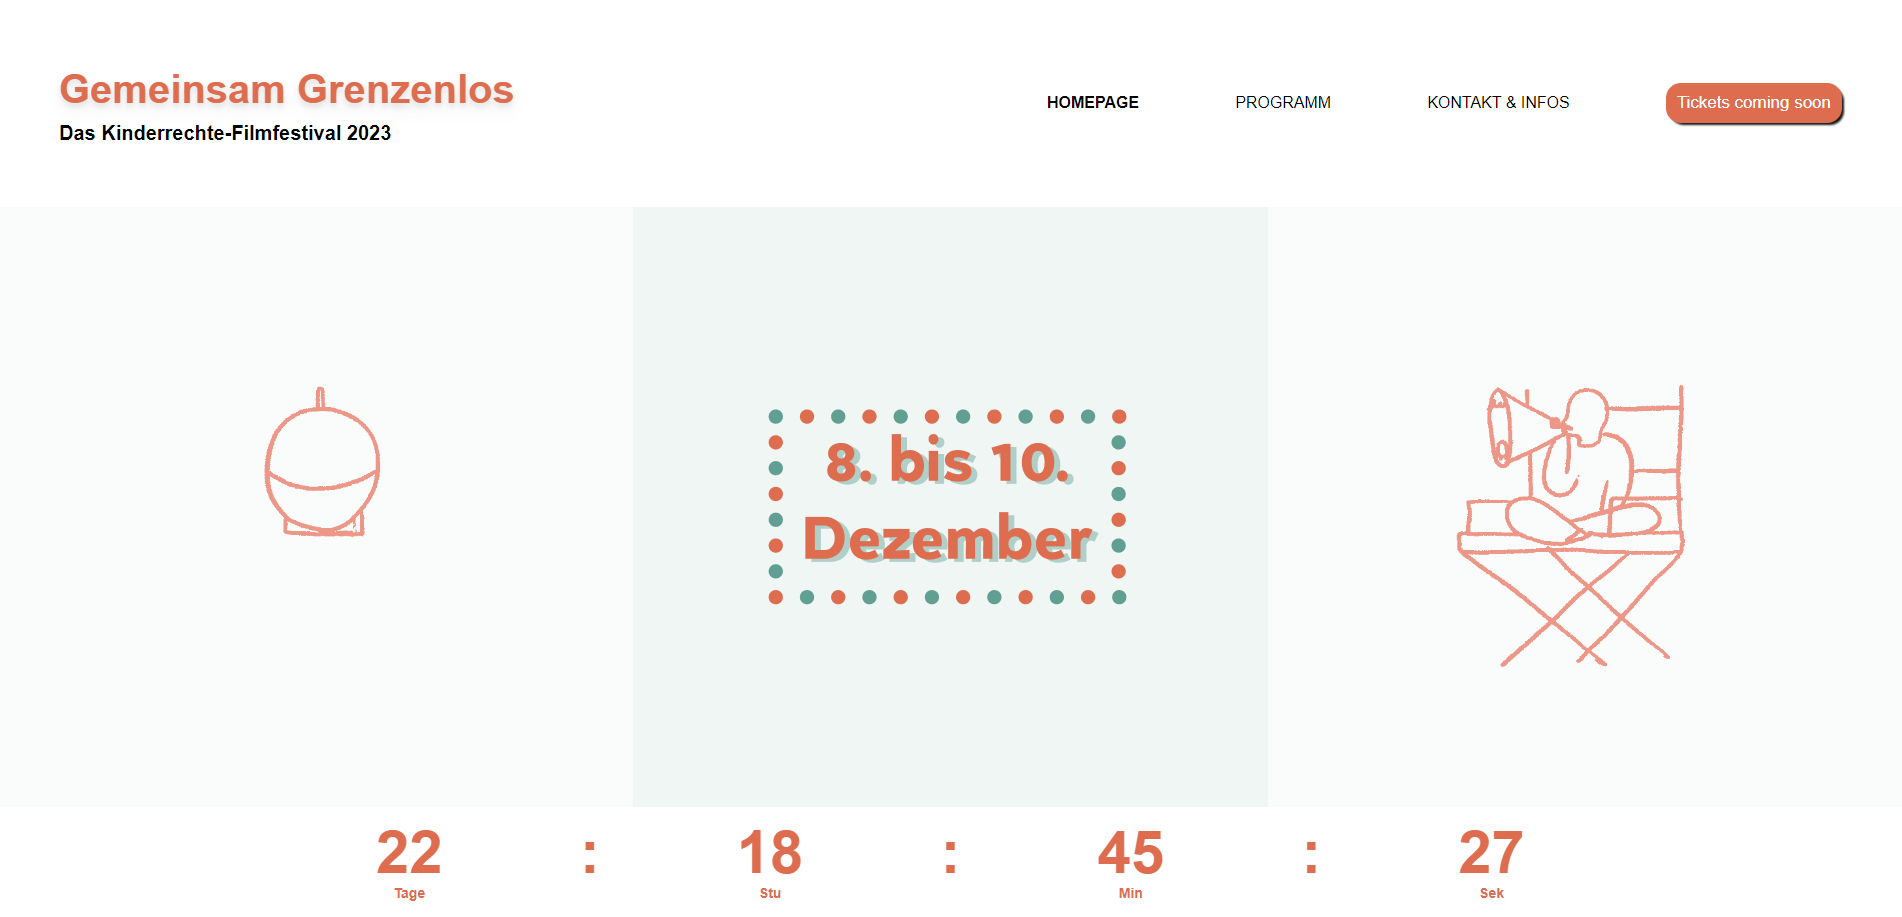 Gemeinsam Grenzenlos
Das Kinderrechte-Filmfestival 2023
HOMEPAGE
PROGRAMM
KONTAKT & INFOS
Tickets coming soon
8. bis 10.
Dezember
22 : 18 : 45 : 27
Tage Stu Min Sek